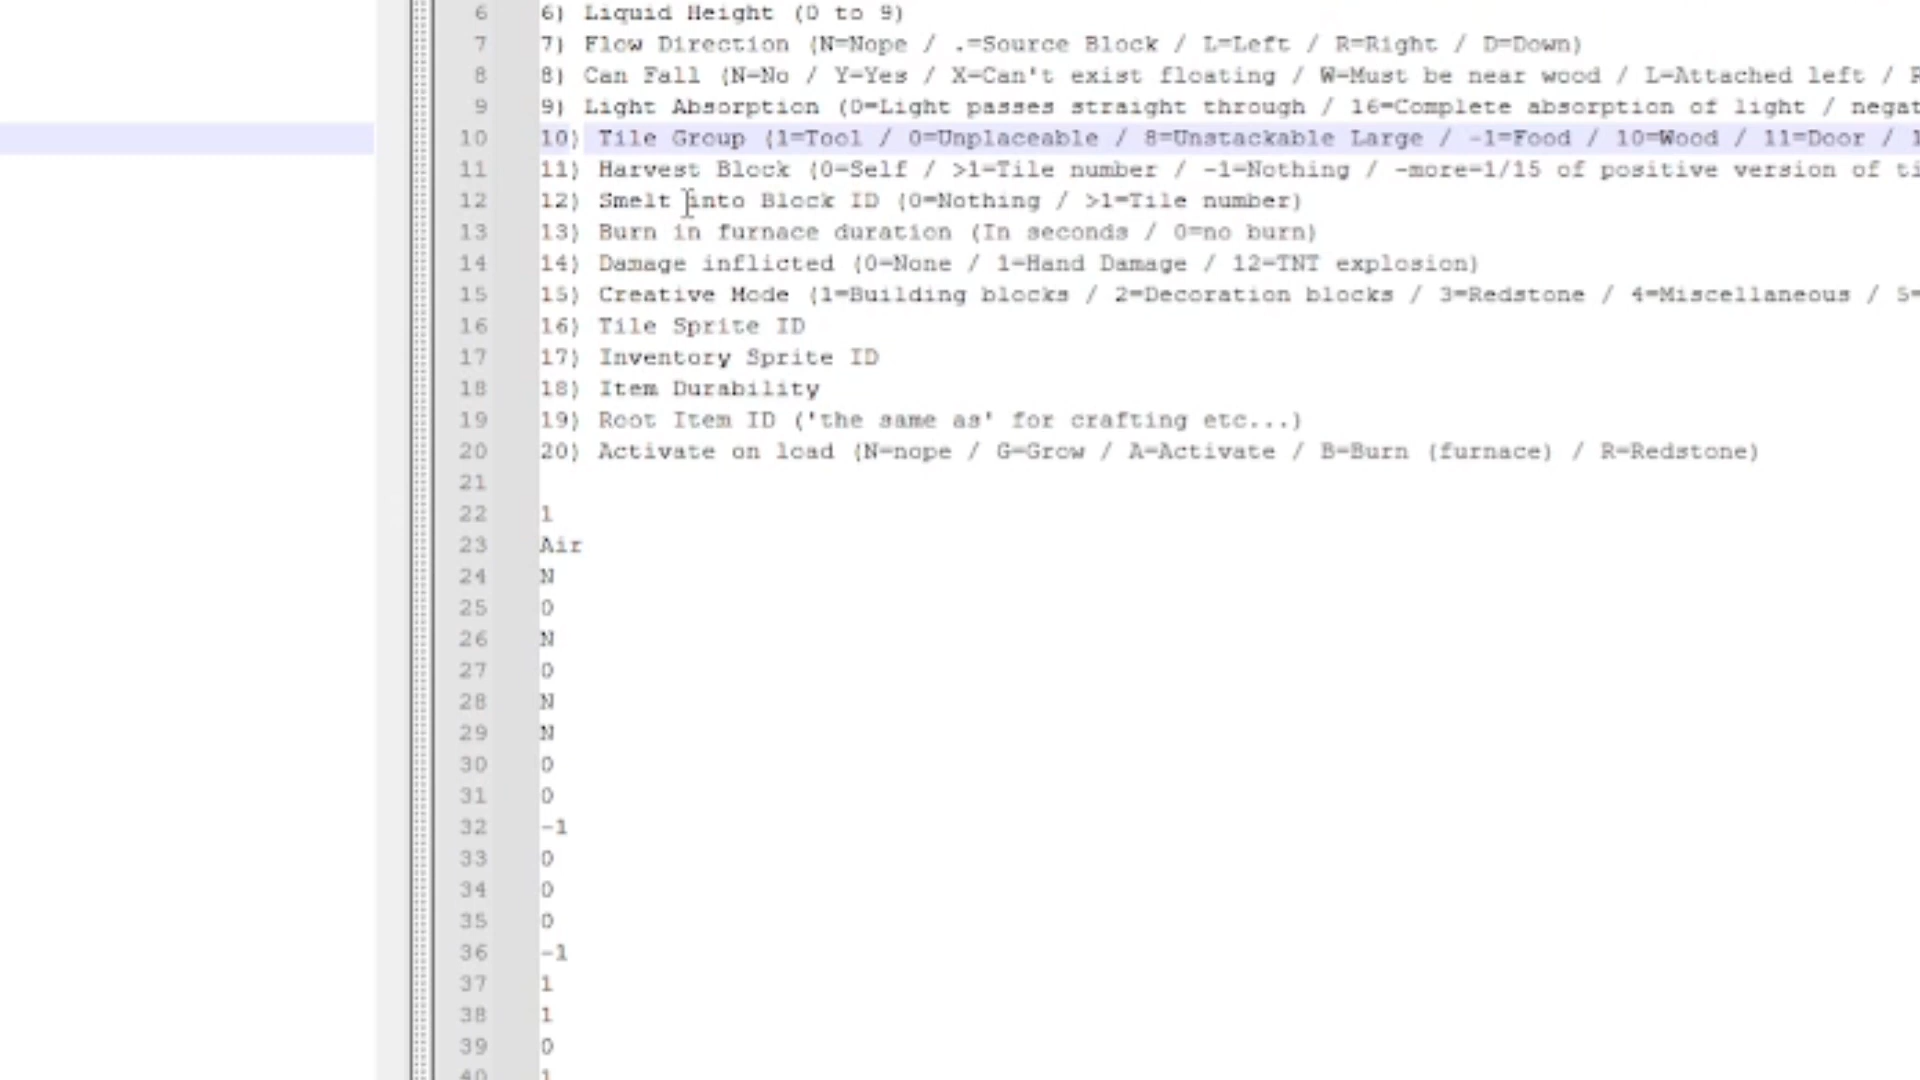 6 6) Liquid Height (0 to 9)
7 7) Flow Direction (N=Nope / .=Source Block / L=Left / R=Right / D=Down)
8 8) Can Fall (N=No / Y=Yes / X=Can't exist floating / W=Must be near wood / L=Attached left /
9 9) Light Absorption (0=Light passes straight through / 16=Complete absorption of light /
10 10) Tile Group (1=Tool / 0=Unplaceable / 8=Unstackable Large / -1=Food / 10=Wood / 11=Door /
11 11) Harvest Block (0=Self / >1=Tile number / -1=Nothing / -more=1/15 of positive version of
12 12) Smelt into Block ID (0=Nothing / >1=Tile number)
13 13) Burn in furnace duration (In seconds / 0=no burn)
14 14) Damage inflicted (0=None / 1=Hand Damage / 12=TNT explosion)
15 15) Creative Mode (1=Building blocks / 2=Decoration blocks / 3=Redstone / 4=Miscellaneous / 5=
16 16) Tile Sprite ID
17 17) Inventory Sprite ID
18 18) Item Durability
19 19) Root Item ID ('the same as' for crafting etc...)
20 20) Activate on load (N=nope / G=Grow / A=Activate / B=Burn (furnace) / R=Redstone)
21
22 1
23 Air
24 N
25 0
26 N
27 0
28 N
29 N
30 0
31 0
32 -1
33 0
34 0
35 0
36 -1
37 1
38 1
39 0
40 1